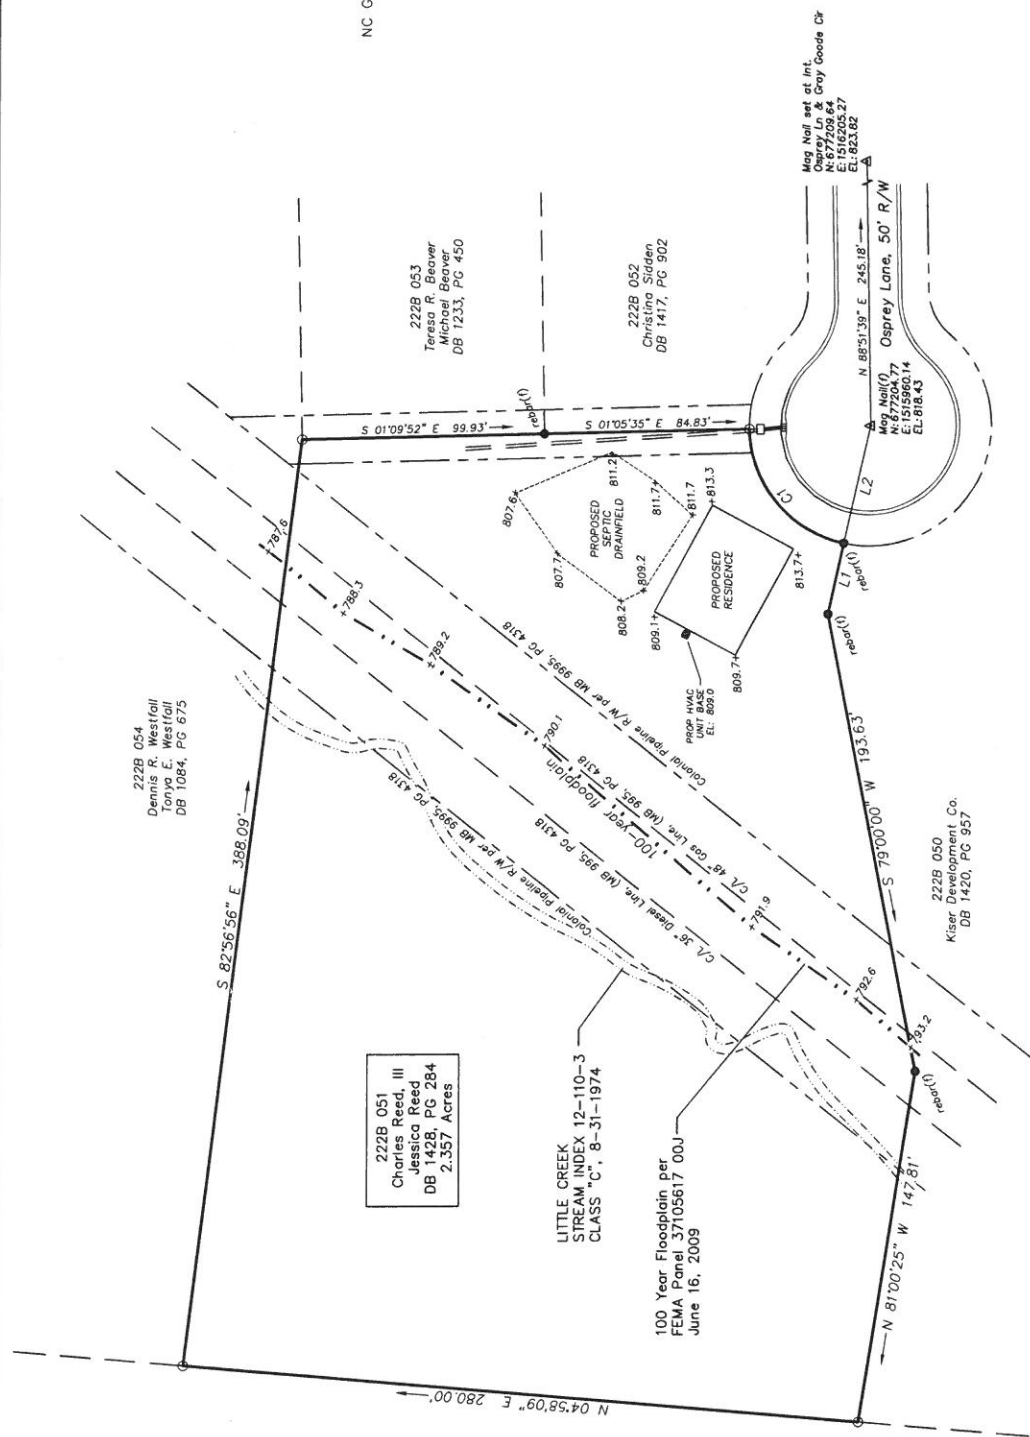 NC G
222B 054
Dennis R. Westfall
Tonya E. Westfall
DB 1084, PG 675
S 82°56'56" E 388.09'
222B 053
Teresa R. Beaver
Michael Beaver
DB 1233, PG 450
222B 052
Christina Sidden
DB 1417, PG 902
S 01°09'52" E 99.93'
rebar(f)
S 01°05'35" E 84.83'
Mag Nail set at Int.
Osprey Ln & Gray Goode Cir
N:677209.64
E:1516205.27
EL:823.82
N 88°51'39" E 245.18'
Osprey Lane, 50' R/W
Mag Nail(f)
N:677204.77
E:1515960.14
EL:818.43
C1
L2
L1
rebar(f)
rebar(f)
+787.6
+788.3
+789.2
+790.1
+791.9
+792.6
+793.2
807.6+
811.2+
807.7+
PROPOSED
SEPTIC
DRAINFIELD
811.7+
+811.7
+809.2
808.2+
+813.3
809.1+
PROPOSED
RESIDENCE
813.7+
809.7+
PROP HVAC
UNIT BASE
EL: 809.0
Colonial Pipeline R/W per MB 9995, PG 4318
C/L 48" Gas Line, (MB 995, PG 4318
100-year floodplain
C/L 36" Diesel Line, (MB 995, PG 4318
Colonial Pipeline R/W per MB 9995, PG 4318
222B 051
Charles Reed, III
Jessica Reed
DB 1428, PG 284
2.357 Acres
LITTLE CREEK
STREAM INDEX 12-110-3
CLASS "C", 8-31-1974
100 Year Floodplain per
FEMA Panel 37105617 00J
June 16, 2009
S 79°00'00" W 193.63'
222B 050
Kiser Development Co.
DB 1420, PG 957
rebar(f)
N 81°00'25" W 147.81'
N 04°58'09" E 280.00'